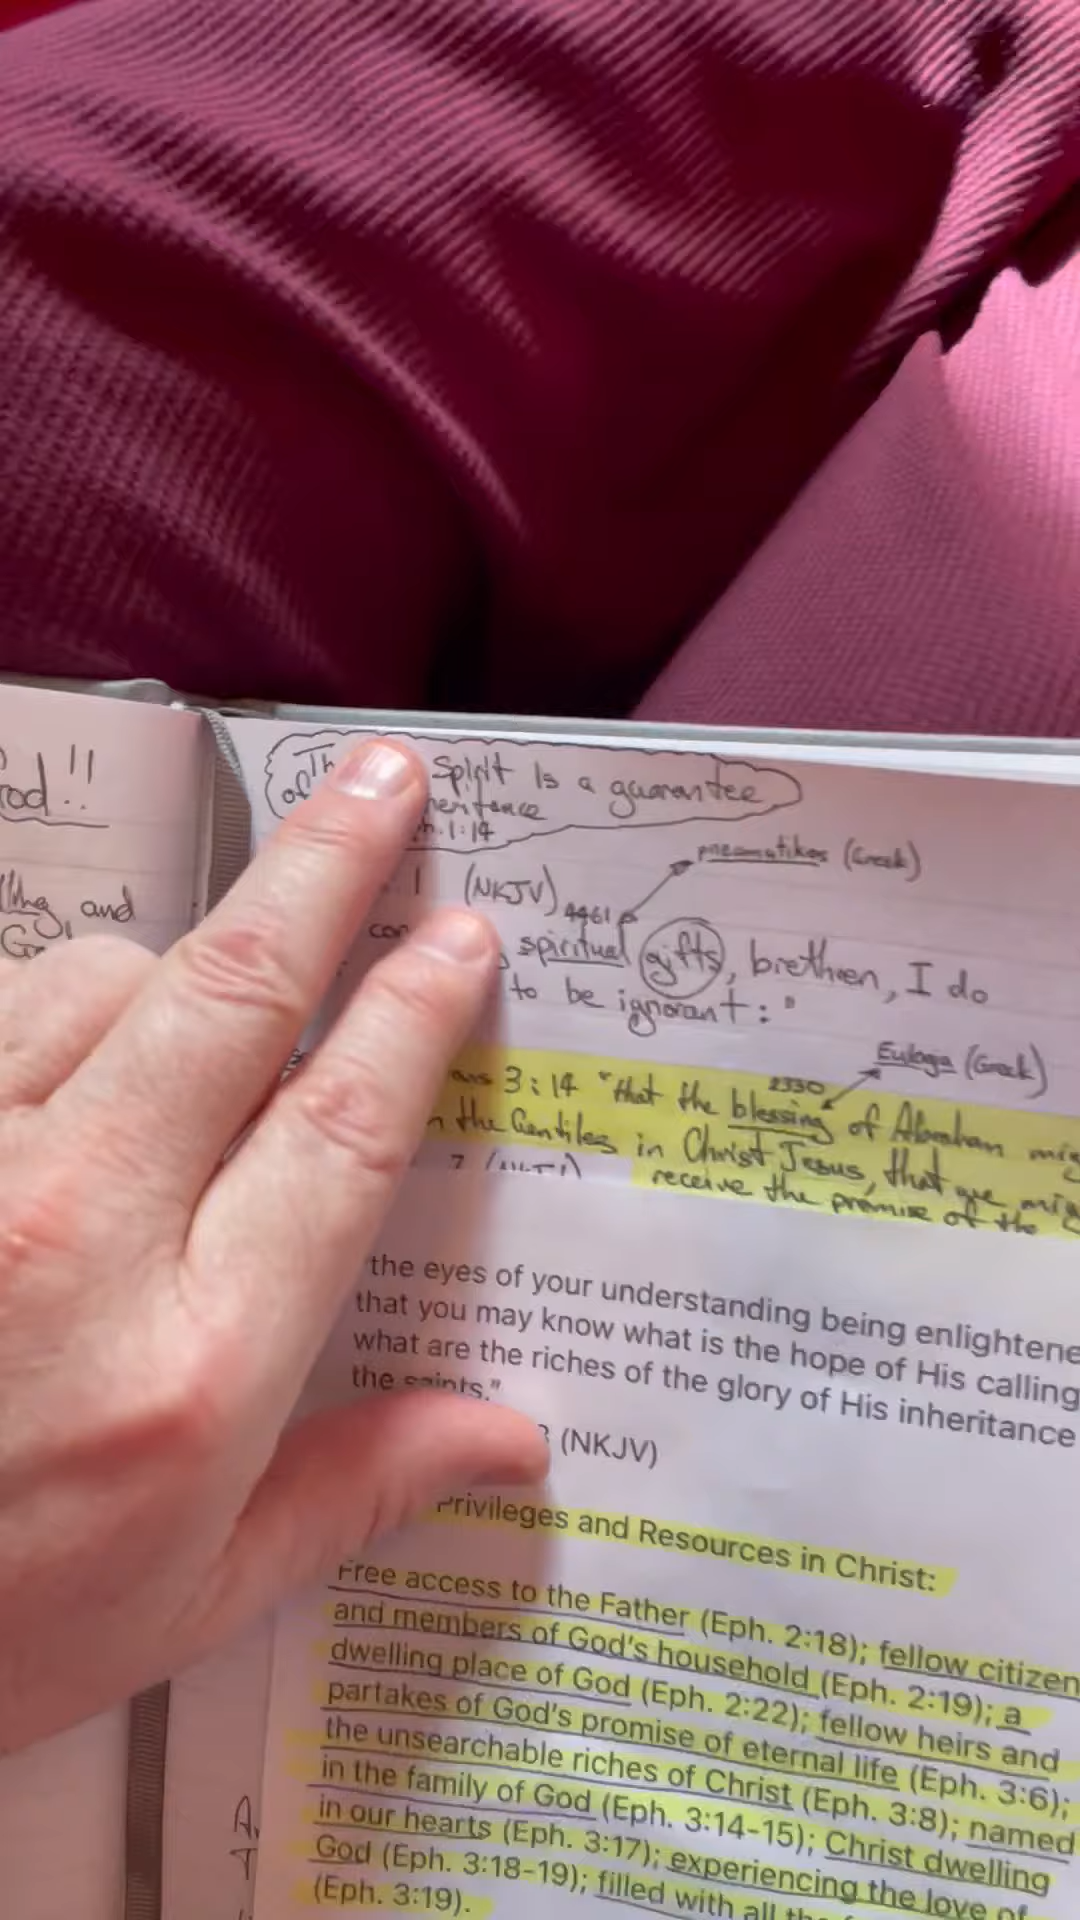 God!!
and
Spirit is a guarantee
of
1:14
pneumatikos (Greek)
1 (NKJV) 4461
spiritual gifts, brethren, I do
to be ignorant:"
Eulogia (Greek)
2330
3:14 "that the blessing of Abraham
the Gentiles in Christ Jesus, that we
receive the promise of the
the eyes of your understanding being
that you may know what is the hope of His calling
what are the riches of the glory of His inheritance
the saints."
(NKJV)
Privileges and Resources in Christ:
Free access to the Father (Eph. 2:18); fellow
and members of God's household (Eph. 2:19); a
dwelling place of God (Eph. 2:22); fellow heirs and
partakes of God's promise of eternal life (Eph. 3:6);
the unsearchable riches of Christ (Eph. 3:8); named
in the family of God (Eph. 3:14-15); Christ dwelling
in our hearts (Eph. 3:17); experiencing the love of
God (Eph. 3:18-19); filled with all the
(Eph. 3:19).